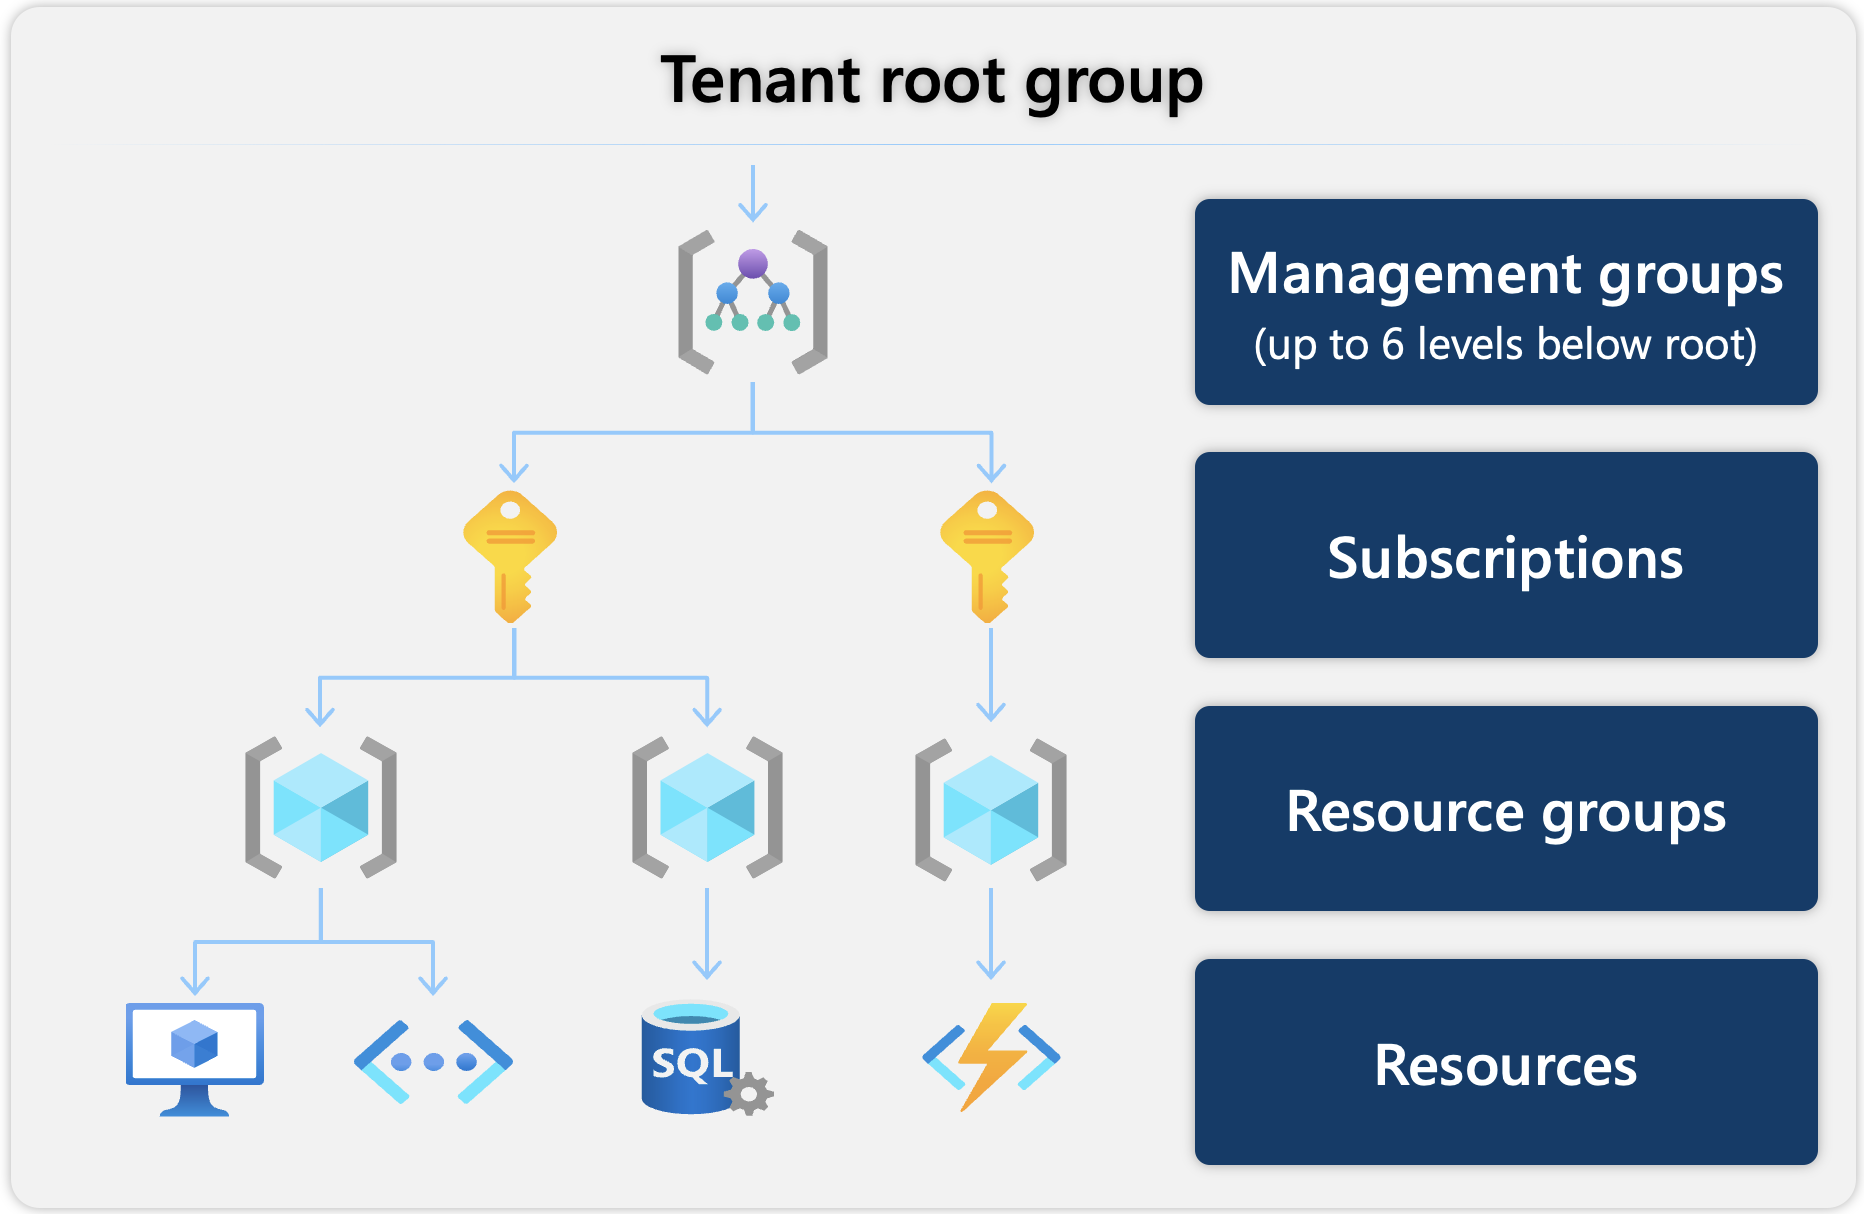 Tenant root group
Management groups
(up to 6 levels below root)
Subscriptions
Resource groups
SQL
Resources